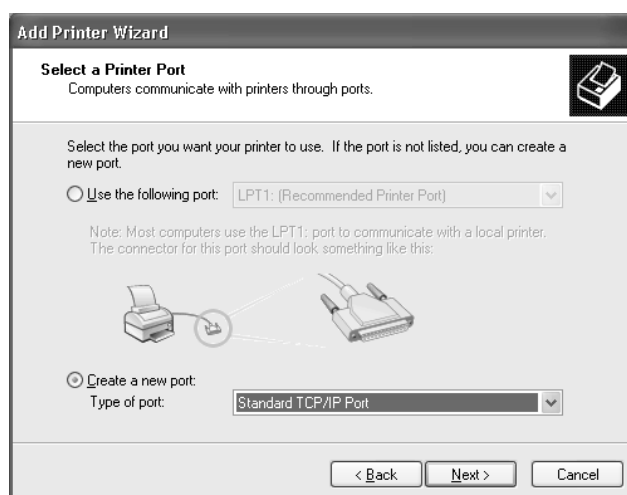 Add Printer Wizard
Select a Printer Port
Computers communicate with printers through ports.
Select the port you want your printer to use. If the port is not listed, you can create a
new port.
Use the following port: LPT1: (Recommended Printer Port)
Note: Most computers use the LPT1: port to communicate with a local printer.
The connector for this port should look something like this:
Create a new port:
Type of port: Standard TCP/IP Port
< Back Next > Cancel